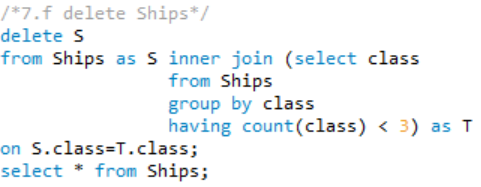 /*7.f delete Ships*/
delete S
from Ships as S inner join (select class
from Ships
group by class
having count(class) < 3) as T
on S.class=T.class;
select * from Ships;